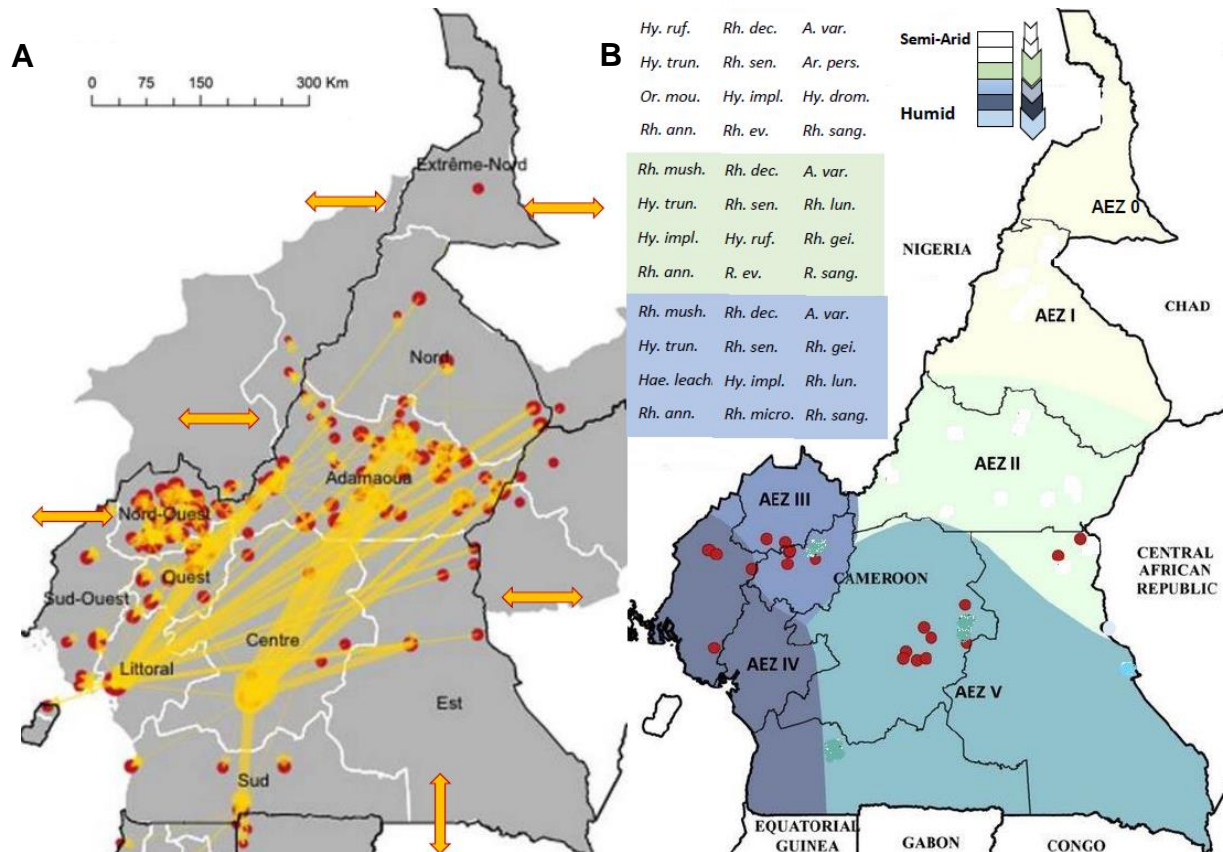 A
0 75 150 300 Km
Extrême-Nord
Nord
Adamaoua
Nord-Ouest
Ouest
Sud-Ouest
Centre
Littoral
Est
Sud
B
Hy. ruf. Rh. dec. A. var.
Hy. trun. Rh. sen. Ar. pers.
Or. mou. Hy. impl. Hy. drom.
Rh. ann. Rh. ev. Rh. sang.
Rh. mush. Rh. dec. A. var.
Hy. trun. Rh. sen. Rh. lun.
Hy. impl. Hy. ruf. Rh. gei.
Rh. ann. R. ev. R. sang.
Rh. mush. Rh. dec. A. var.
Hy. trun. Rh. sen. Rh. gei.
Hae. leach. Hy. impl. Rh. lun.
Rh. ann. Rh. micro. Rh. sang.
Semi-Arid
Humid
AEZ 0
NIGERIA
CHAD
AEZ I
AEZ II
AEZ III
CAMEROON
CENTRAL
AFRICAN
REPUBLIC
AEZ IV
AEZ V
EQUATORIAL
GUINEA
GABON
CONGO